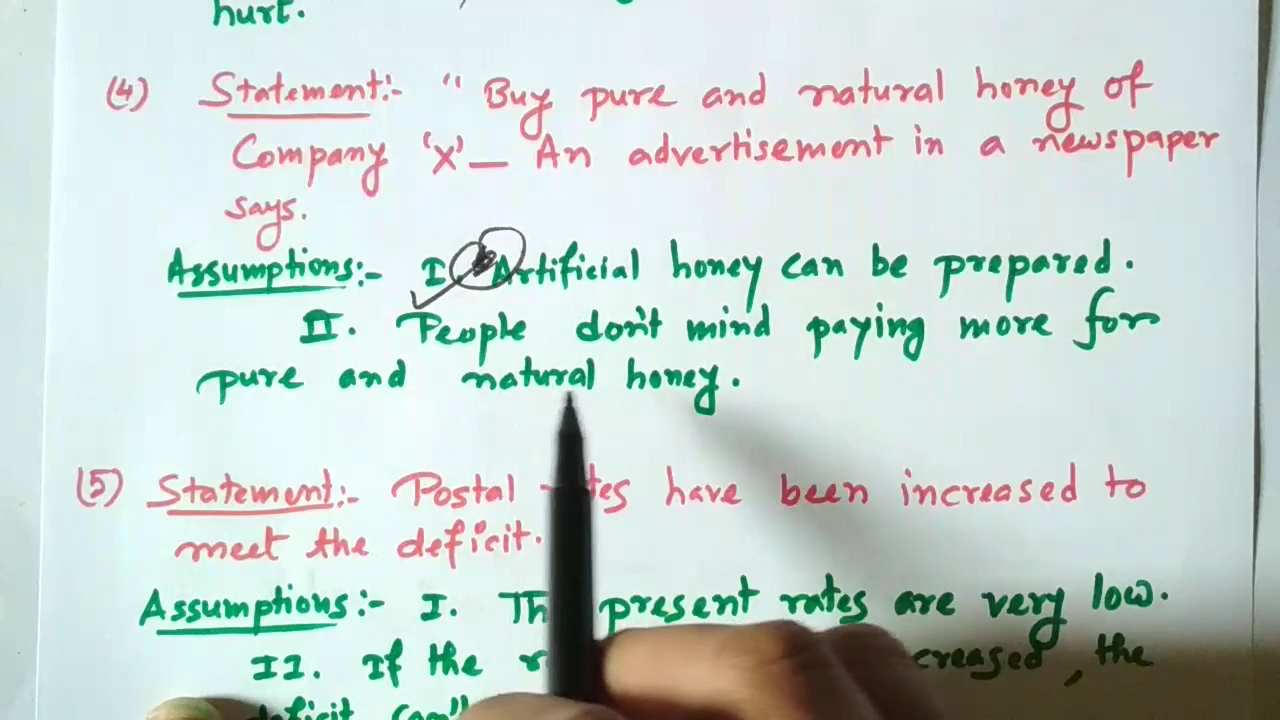 hurt.
(4) Statement:- " Buy pure and natural honey of
Company 'X' — An advertisement in a newspaper
says.
Assumptions:- I. Artificial honey can be prepared.
II. People don't mind paying more for
pure and natural honey.
(5) Statement:- Postal have been increased to
meet the deficit.
Assumptions:- I. present rates are very low.
II. If the , the
deficit